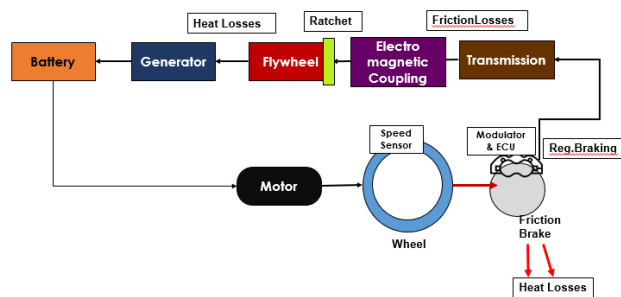 Heat Losses
Ratchet
FrictionLosses
Battery
Generator
Flywheel
Electro
magnetic
Coupling
Transmission
Speed
Sensor
Modulator
& ECU
Reg.Braking
Motor
Wheel
Friction
Brake
Heat Losses